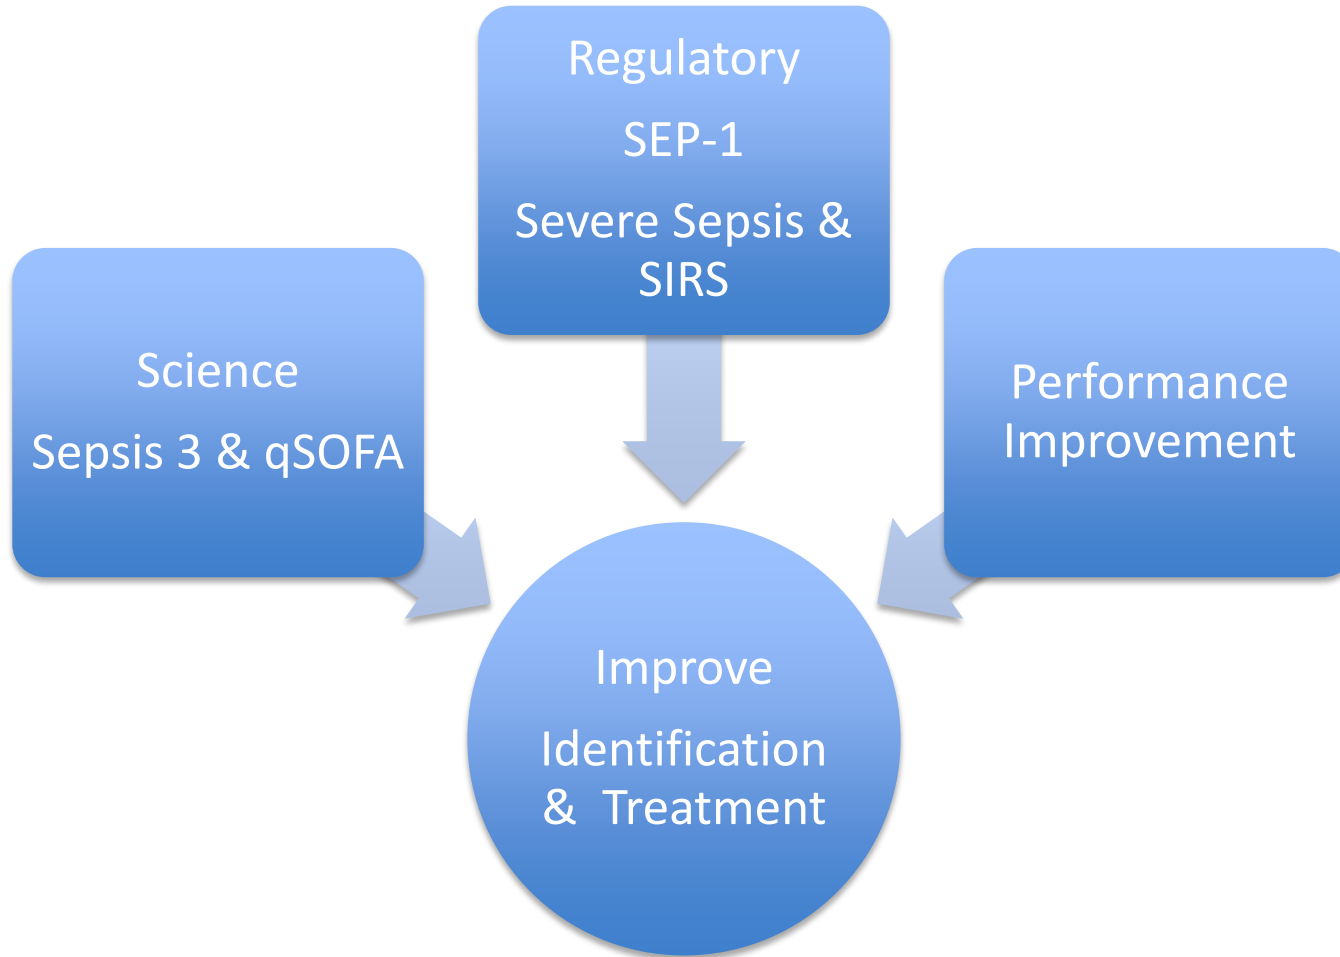 Regulatory
SEP-1
Severe Sepsis &
SIRS
Science
Sepsis 3 & qSOFA
Performance
Improvement
Improve
Identification
& Treatment